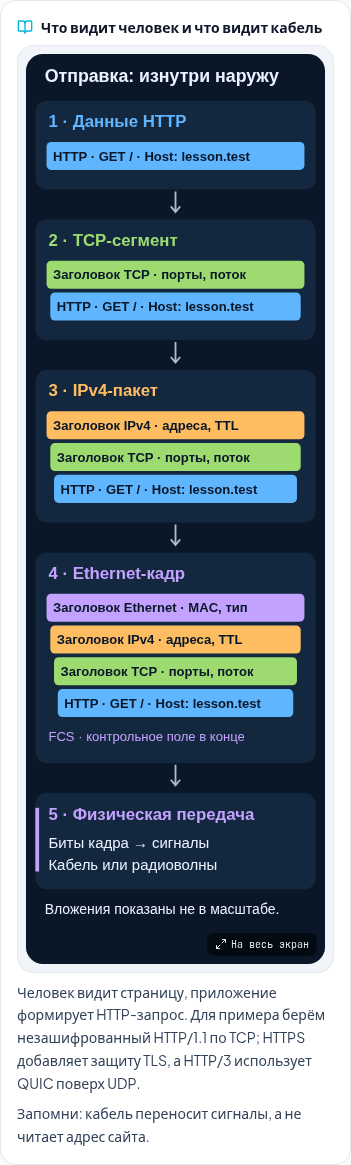 Что видит человек и что видит кабель
Отправка: изнутри наружу
1 · Данные HTTP
HTTP · GET / · Host: lesson.test
2 · TCP-сегмент
Заголовок TCP · порты, поток
HTTP · GET / · Host: lesson.test
3 · IPv4-пакет
Заголовок IPv4 · адреса, TTL
Заголовок TCP · порты, поток
HTTP · GET / · Host: lesson.test
4 · Ethernet-кадр
Заголовок Ethernet · MAC, тип
Заголовок IPv4 · адреса, TTL
Заголовок TCP · порты, поток
HTTP · GET / · Host: lesson.test
FCS · контрольное поле в конце
5 · Физическая передача
Биты кадра → сигналы
Кабель или радиоволны
Вложения показаны не в масштабе.
На весь экран
Человек видит страницу, приложение
формирует HTTP-запрос. Для примера берём
незашифрованный HTTP/1.1 по TCP; HTTPS
добавляет защиту TLS, а HTTP/3 использует
QUIC поверх UDP.
Запомни: кабель переносит сигналы, а не
читает адрес сайта.